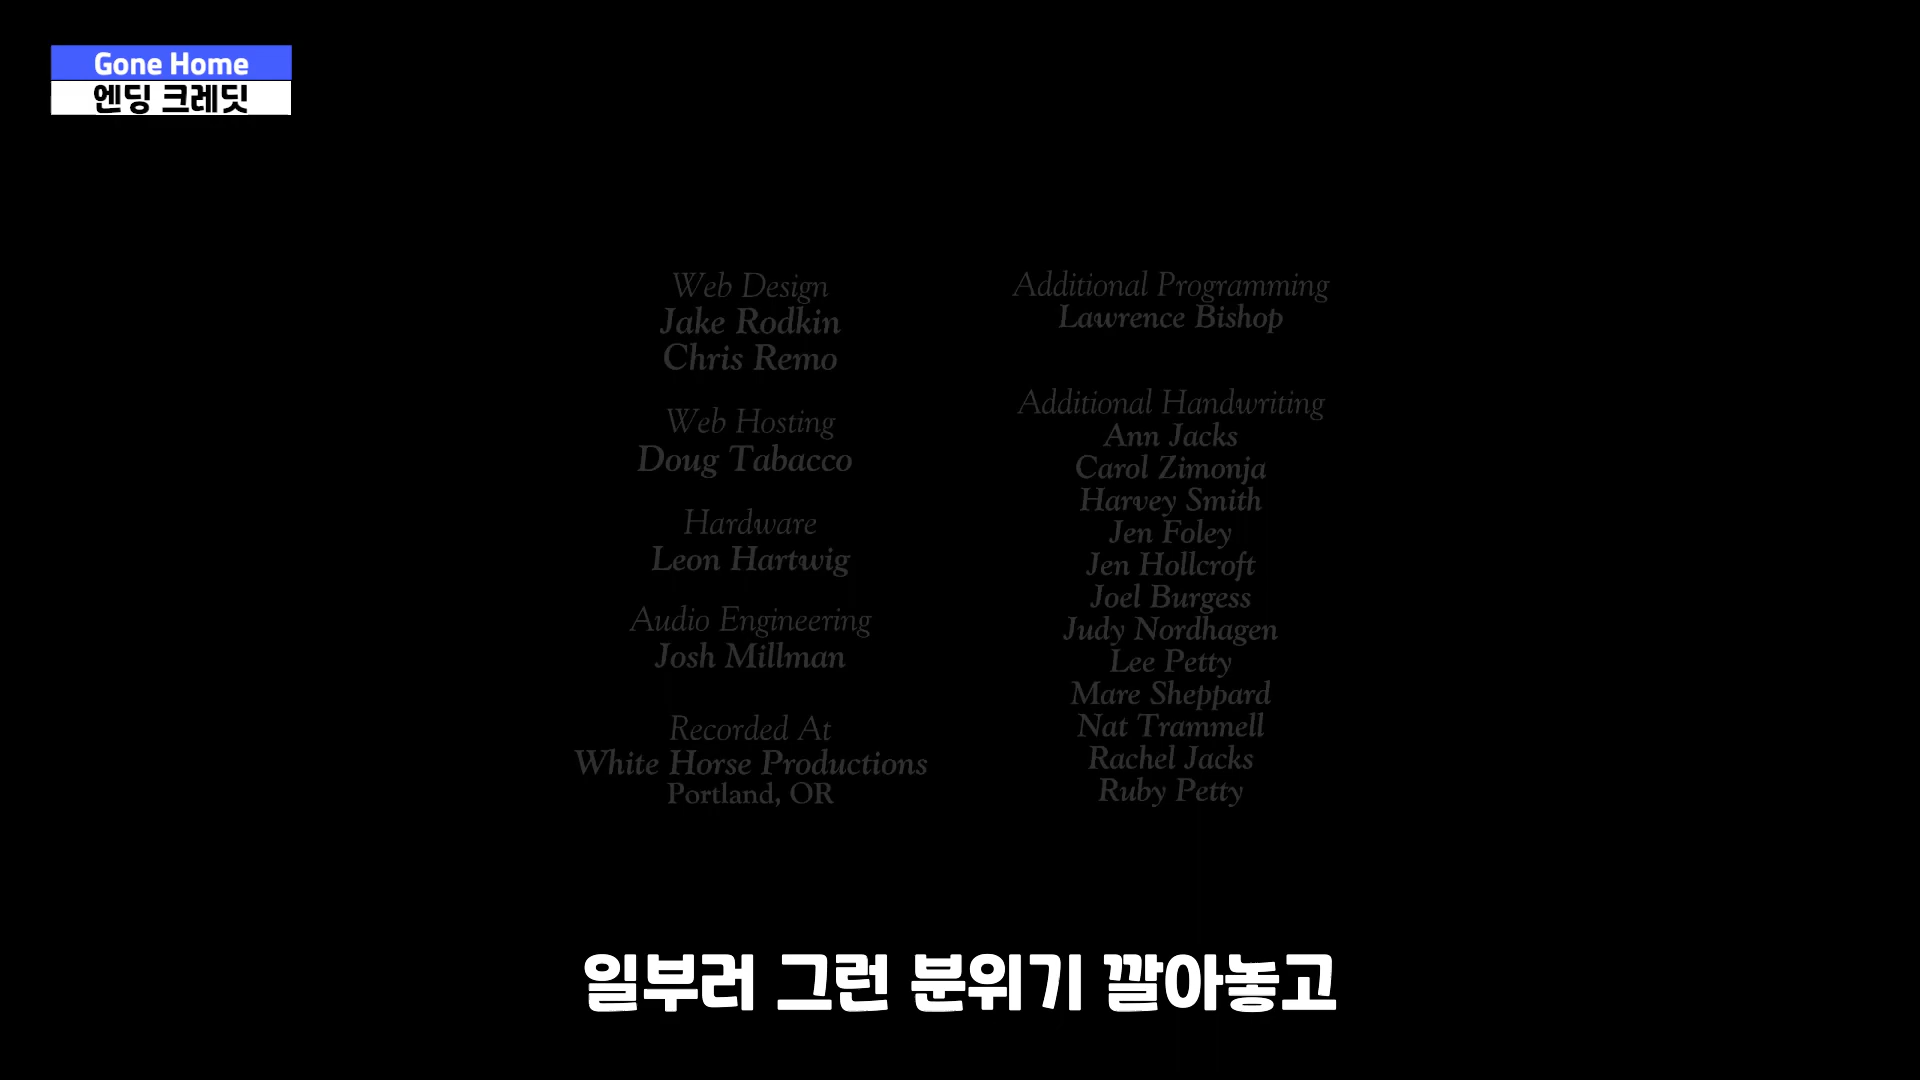 Gone Home
엔딩 크레딧
Web Design
Jake Rodkin
Chris Remo
Web Hosting
Doug Tabacco
Hardware
Leon Hartwig
Audio Engineering
Josh Millman
Recorded At
White Horse Productions
Portland, OR
Additional Programming
Lawrence Bishop
Additional Handwriting
Ann Jacks
Carol Zimonja
Harvey Smith
Jen Foley
Jen Hollcroft
Joel Burgess
Judy Nordhagen
Lee Petty
Mare Sheppard
Nat Trammell
Rachel Jacks
Ruby Petty
일부러 그런 분위기 깔아놓고